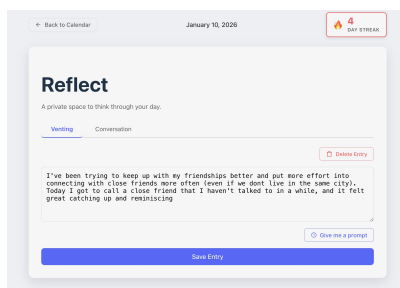 ← Back to Calendar
January 10, 2026
4
DAY STREAK
Reflect
A private space to think through your day.
Venting
Conversation
Delete Entry
I've been trying to keep up with my friendships better and put more effort into
connecting with close friends more often (even if we dont live in the same city).
Today I got to call a close friend that I haven't talked to in a while, and it felt
great catching up and reminiscing
Give me a prompt
Save Entry